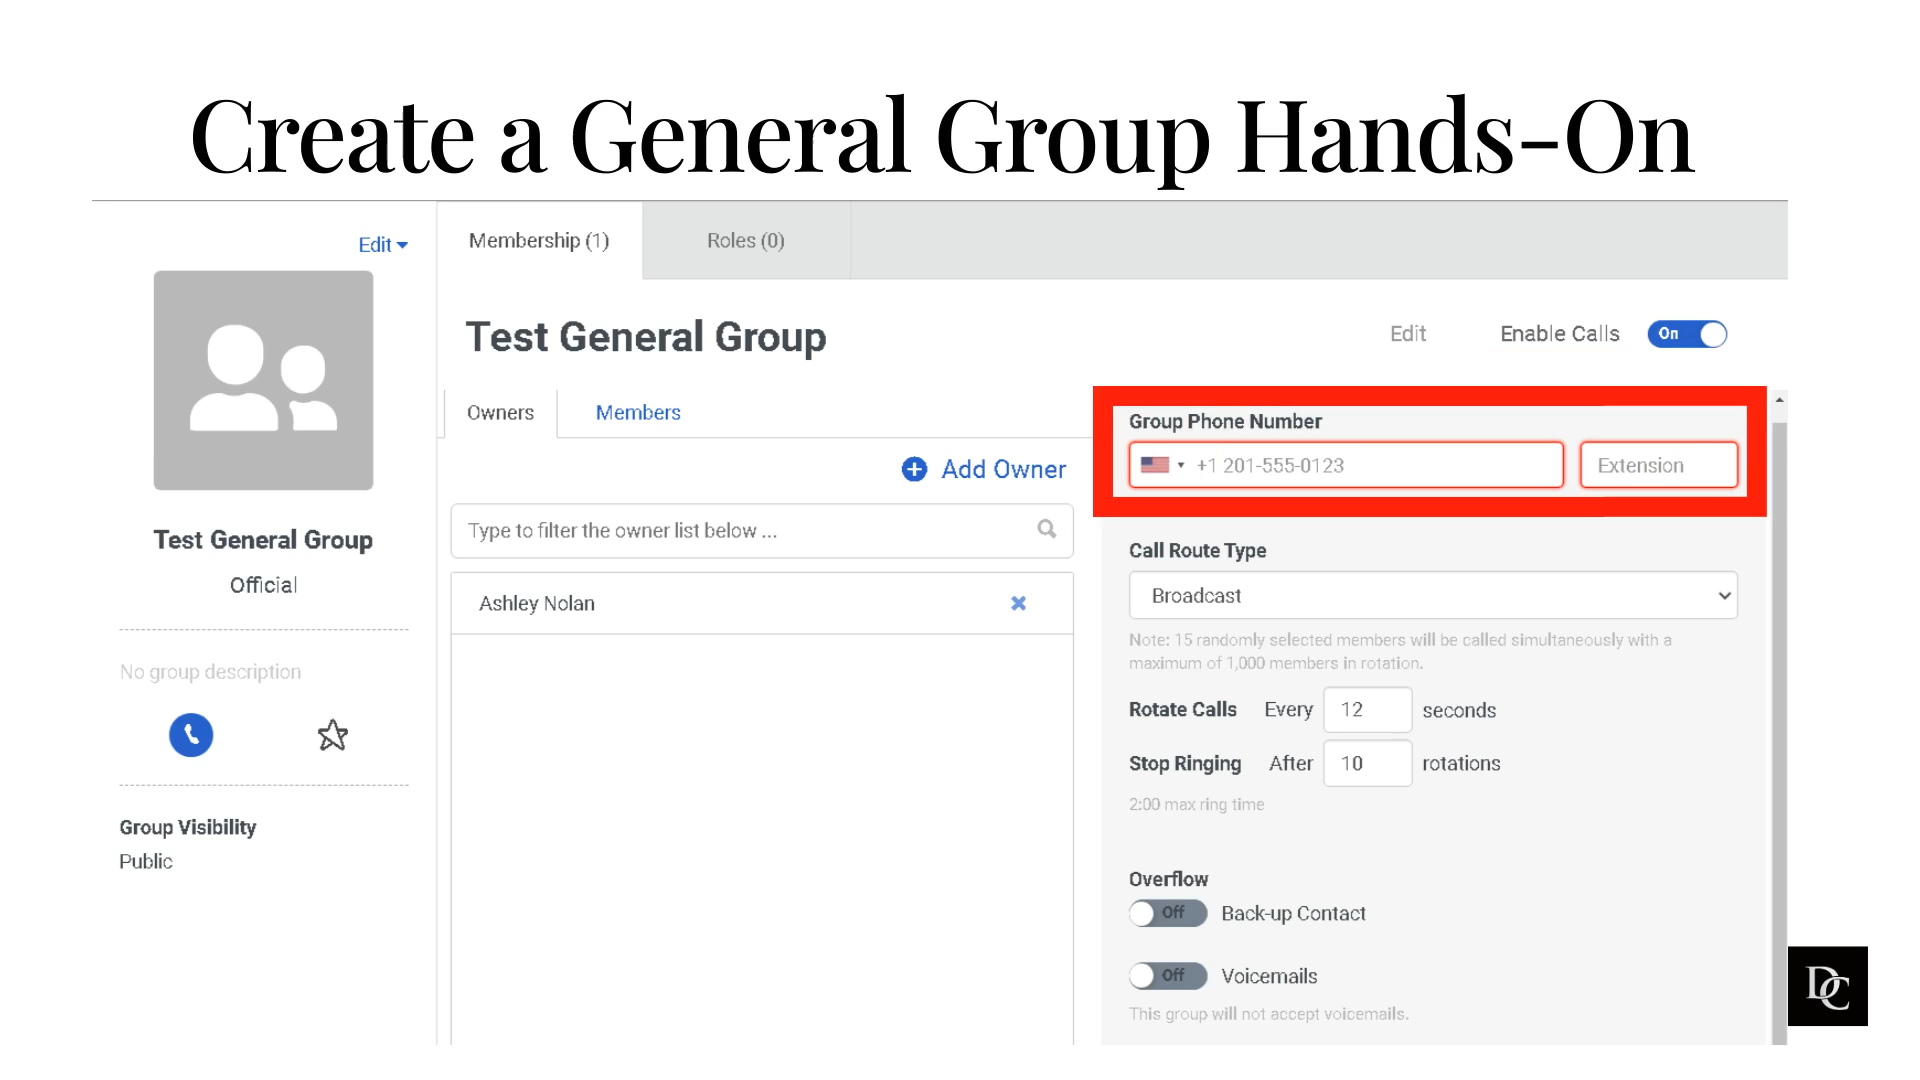 Create a General Group Hands-On
Edit
Membership (1)
Roles (0)
Test General Group
Edit
Enable Calls
On
Owners
Members
Add Owner
Type to filter the owner list below ...
Ashley Nolan
Test General Group
Official
No group description
Group Visibility
Public
Group Phone Number
+1 201-555-0123
Extension
Call Route Type
Broadcast
Note: 15 randomly selected members will be called simultaneously with a
maximum of 1,000 members in rotation.
Rotate Calls Every 12 seconds
Stop Ringing After 10 rotations
2:00 max ring time
Overflow
Off Back-up Contact
Off Voicemails
This group will not accept voicemails.
DC